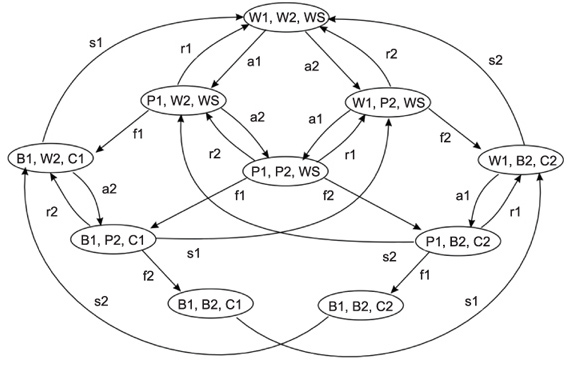 W1, W2, WS
s1
r1
a1
a2
r2
s2
P1, W2, WS
W1, P2, WS
f1
a2
a1
f2
r2
r1
B1, W2, C1
P1, P2, WS
W1, B2, C2
a2
f1
f2
a1
r2
r1
B1, P2, C1
s1
s2
P1, B2, C2
f2
f1
s2
B1, B2, C1
B1, B2, C2
s1